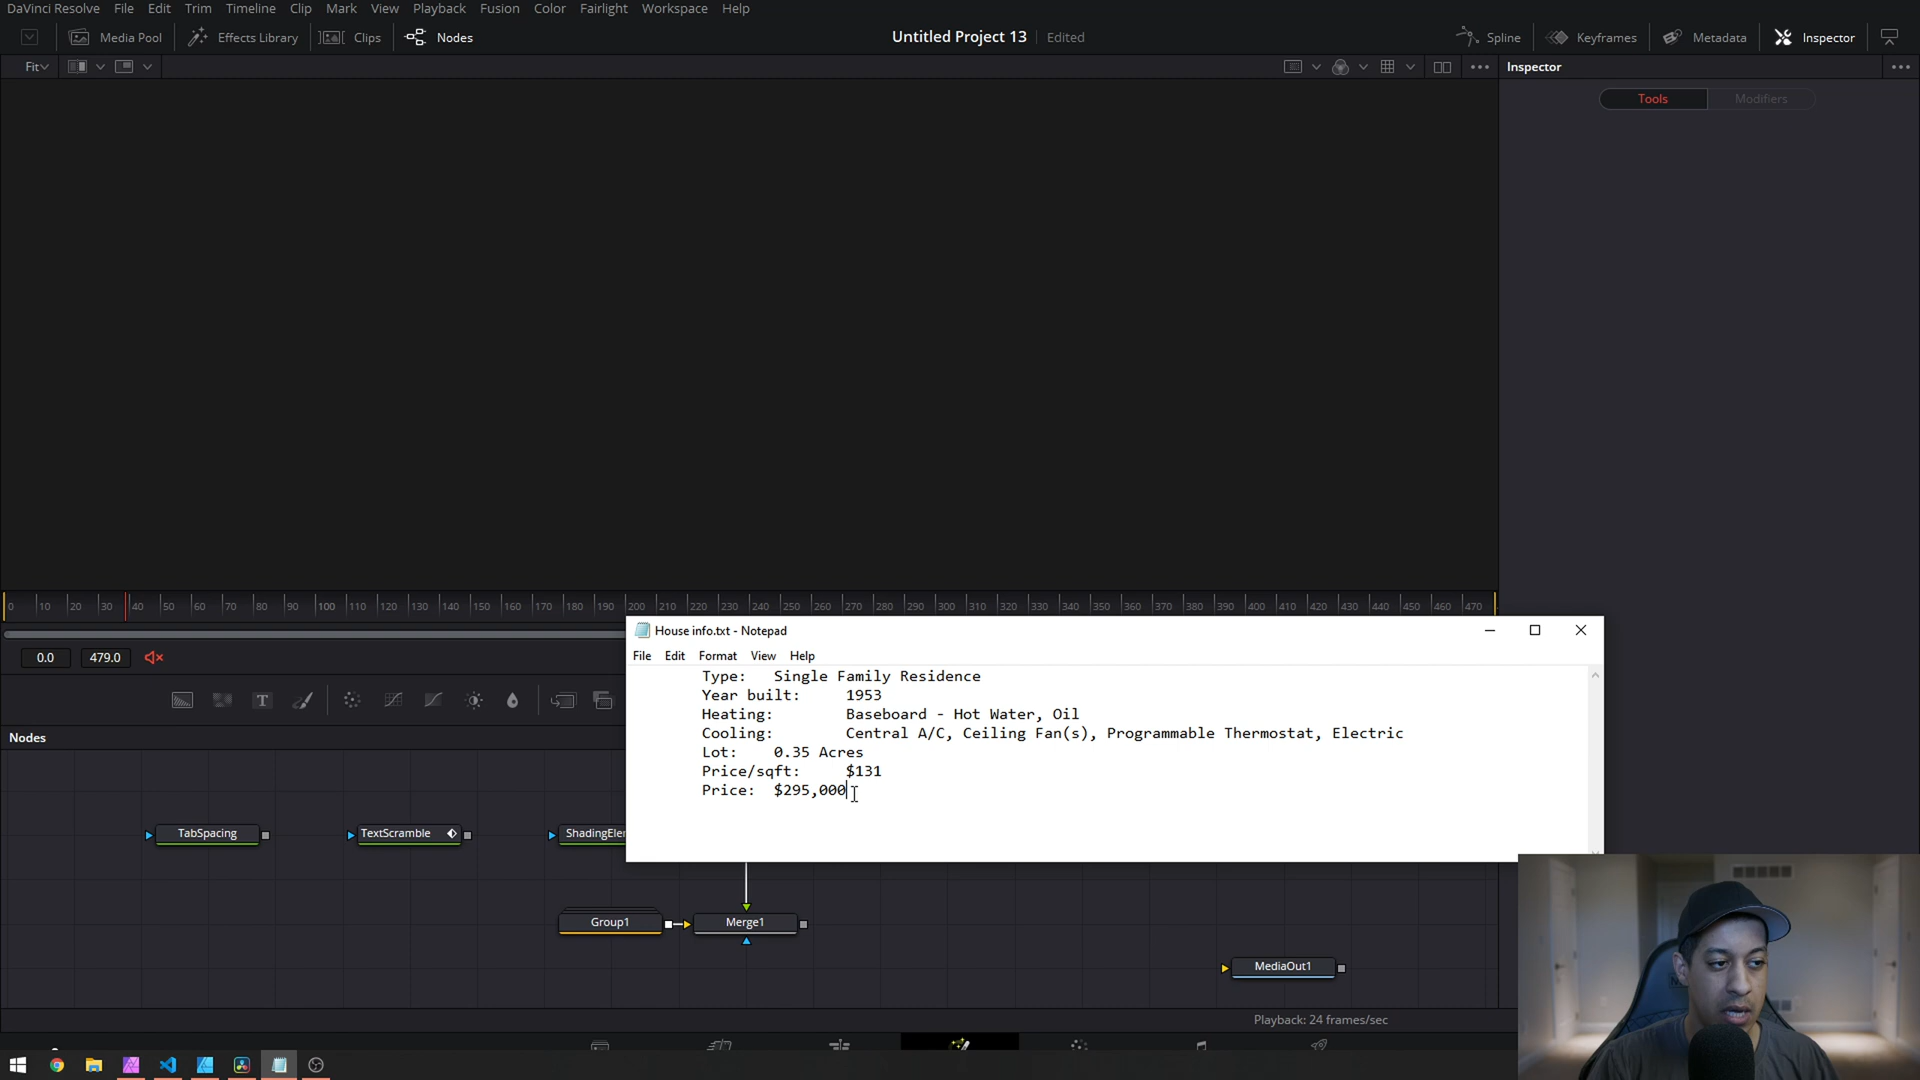 DaVinci Resolve File Edit Trim Timeline Clip Mark View Playback Fusion Color Fairlight Workspace Help
Media Pool Effects Library Clips Nodes Untitled Project 13 Edited Spline Keyframes Metadata Inspector
Fit Inspector
Tools Modifiers
0 10 20 30 40 50 60 70 80 90 100 110 120 130 140 150 160 170 180 190 200 210 220 230 240 250 260 270 280 290 300 310 320 330 340 350 360 370 380 390 400 410 420 430 440 450 460 470
House info.txt - Notepad
0.0 479.0
File Edit Format View Help
Type: Single Family Residence
Year built: 1953
Heating: Baseboard - Hot Water, Oil
Cooling: Central A/C, Ceiling Fan(s), Programmable Thermostat, Electric
Lot: 0.35 Acres
Price/sqft: $131
Price: $295,000
T
Nodes
TabSpacing TextScramble ShadingEler
Group1 Merge1
MediaOut1
Playback: 24 frames/sec